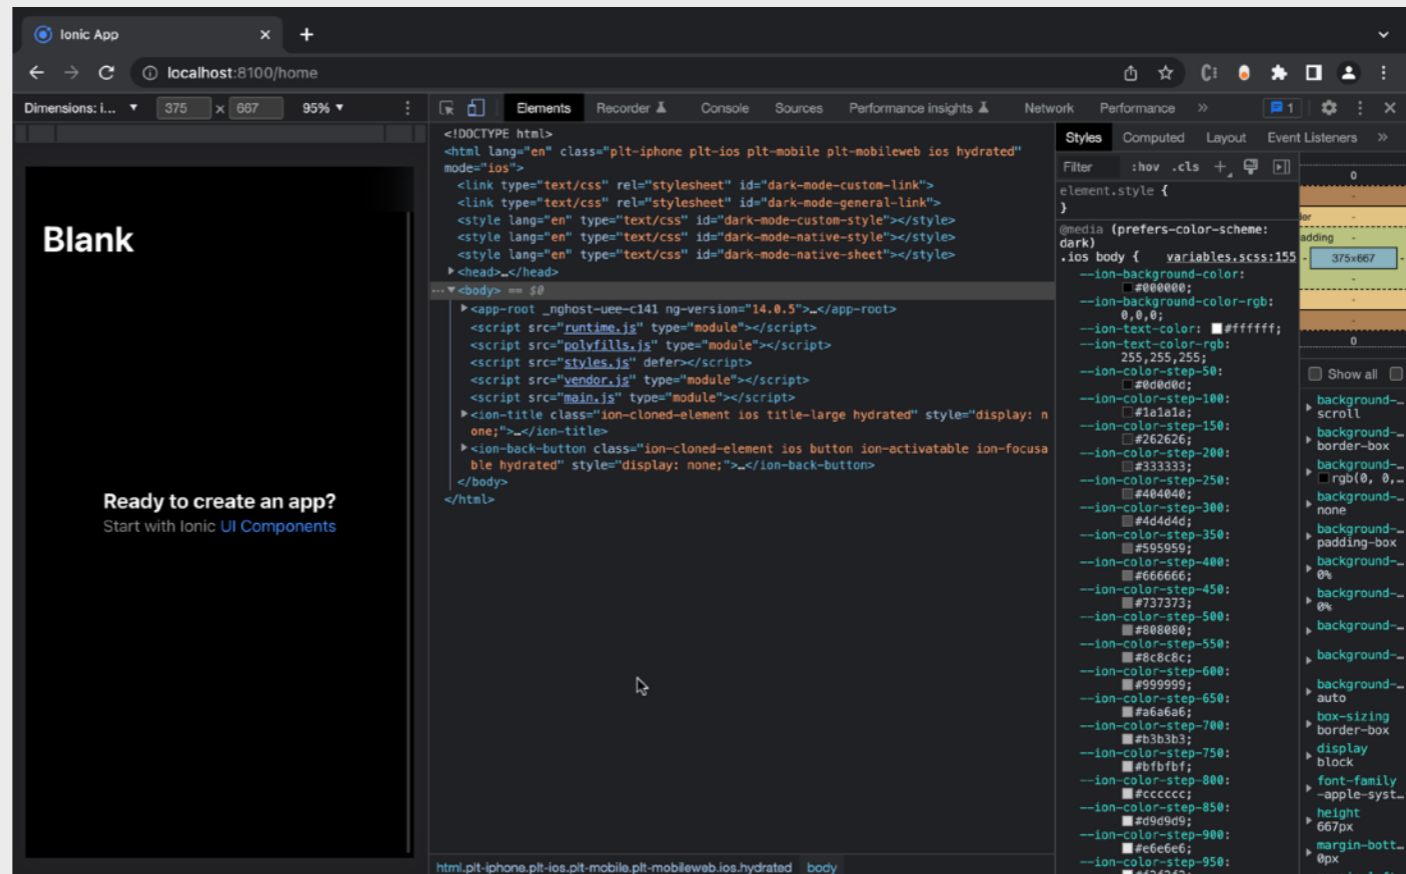 Ionic App
localhost:8100/home
Dimensions: i... ▼ 375 × 667 95% ▼
Elements Recorder Console Sources Performance insights Network Performance » 1
Blank
Ready to create an app?
Start with Ionic UI Components
<!DOCTYPE html>
<html lang="en" class="plt-iphone plt-ios plt-mobile plt-mobileweb ios hydrated"
mode="ios">
<link type="text/css" rel="stylesheet" id="dark-mode-custom-link">
<link type="text/css" rel="stylesheet" id="dark-mode-general-link">
<style lang="en" type="text/css" id="dark-mode-custom-style"></style>
<style lang="en" type="text/css" id="dark-mode-native-style"></style>
<style lang="en" type="text/css" id="dark-mode-native-sheet"></style>
<head>…</head>
<body> == $0
<app-root _nghost-uee-c141 ng-version="14.0.5">…</app-root>
<script src="runtime.js" type="module"></script>
<script src="polyfills.js" type="module"></script>
<script src="styles.js" defer></script>
<script src="vendor.js" type="module"></script>
<script src="main.js" type="module"></script>
<ion-title class="ion-cloned-element ios title-large hydrated" style="display: n
one;">…</ion-title>
<ion-back-button class="ion-cloned-element ios button ion-activatable ion-focusa
ble hydrated" style="display: none;">…</ion-back-button>
</body>
</html>
html.plt-iphone.plt-ios.plt-mobile.plt-mobileweb.ios.hydrated body
Styles Computed Layout Event Listeners »
Filter :hov .cls
element.style {
}
@media (prefers-color-scheme:
dark)
.ios body { variables.scss:155
--ion-background-color:
#000000;
--ion-background-color-rgb:
0,0,0;
--ion-text-color: #ffffff;
--ion-text-color-rgb:
255,255,255;
--ion-color-step-50:
#0d0d0d;
--ion-color-step-100:
#1a1a1a;
--ion-color-step-150:
#262626;
--ion-color-step-200:
#333333;
--ion-color-step-250:
#404040;
--ion-color-step-300:
#4d4d4d;
--ion-color-step-350:
#595959;
--ion-color-step-400:
#666666;
--ion-color-step-450:
#737373;
--ion-color-step-500:
#808080;
--ion-color-step-550:
#8c8c8c;
--ion-color-step-600:
#999999;
--ion-color-step-650:
#a6a6a6;
--ion-color-step-700:
#b3b3b3;
--ion-color-step-750:
#bfbfbf;
--ion-color-step-800:
#cccccc;
--ion-color-step-850:
#d9d9d9;
--ion-color-step-900:
#e6e6e6;
--ion-color-step-950:
0
-
ler -
adding -
- 375×667 -
-
-
-
0
Show all
background-…
scroll
background-…
border-box
background-…
rgb(0, 0,…
background-…
none
background-…
padding-box
background-…
0%
background-…
0%
background-…
background-…
background-…
auto
box-sizing
border-box
display
block
font-family
-apple-syst…
height
667px
margin-bott…
0px